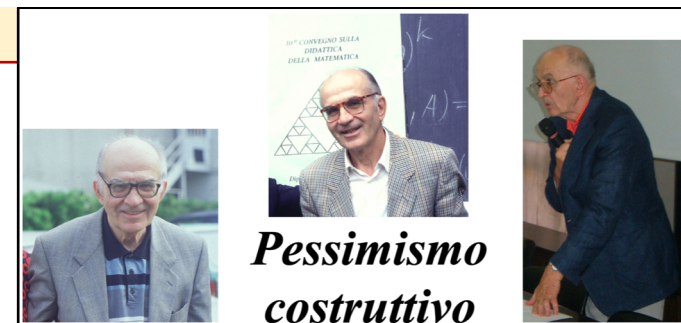 10° CONVEGNO SULLA
DIDATTICA
DELLA MATEMATICA
k
, A) =
Pessimismo
costruttivo